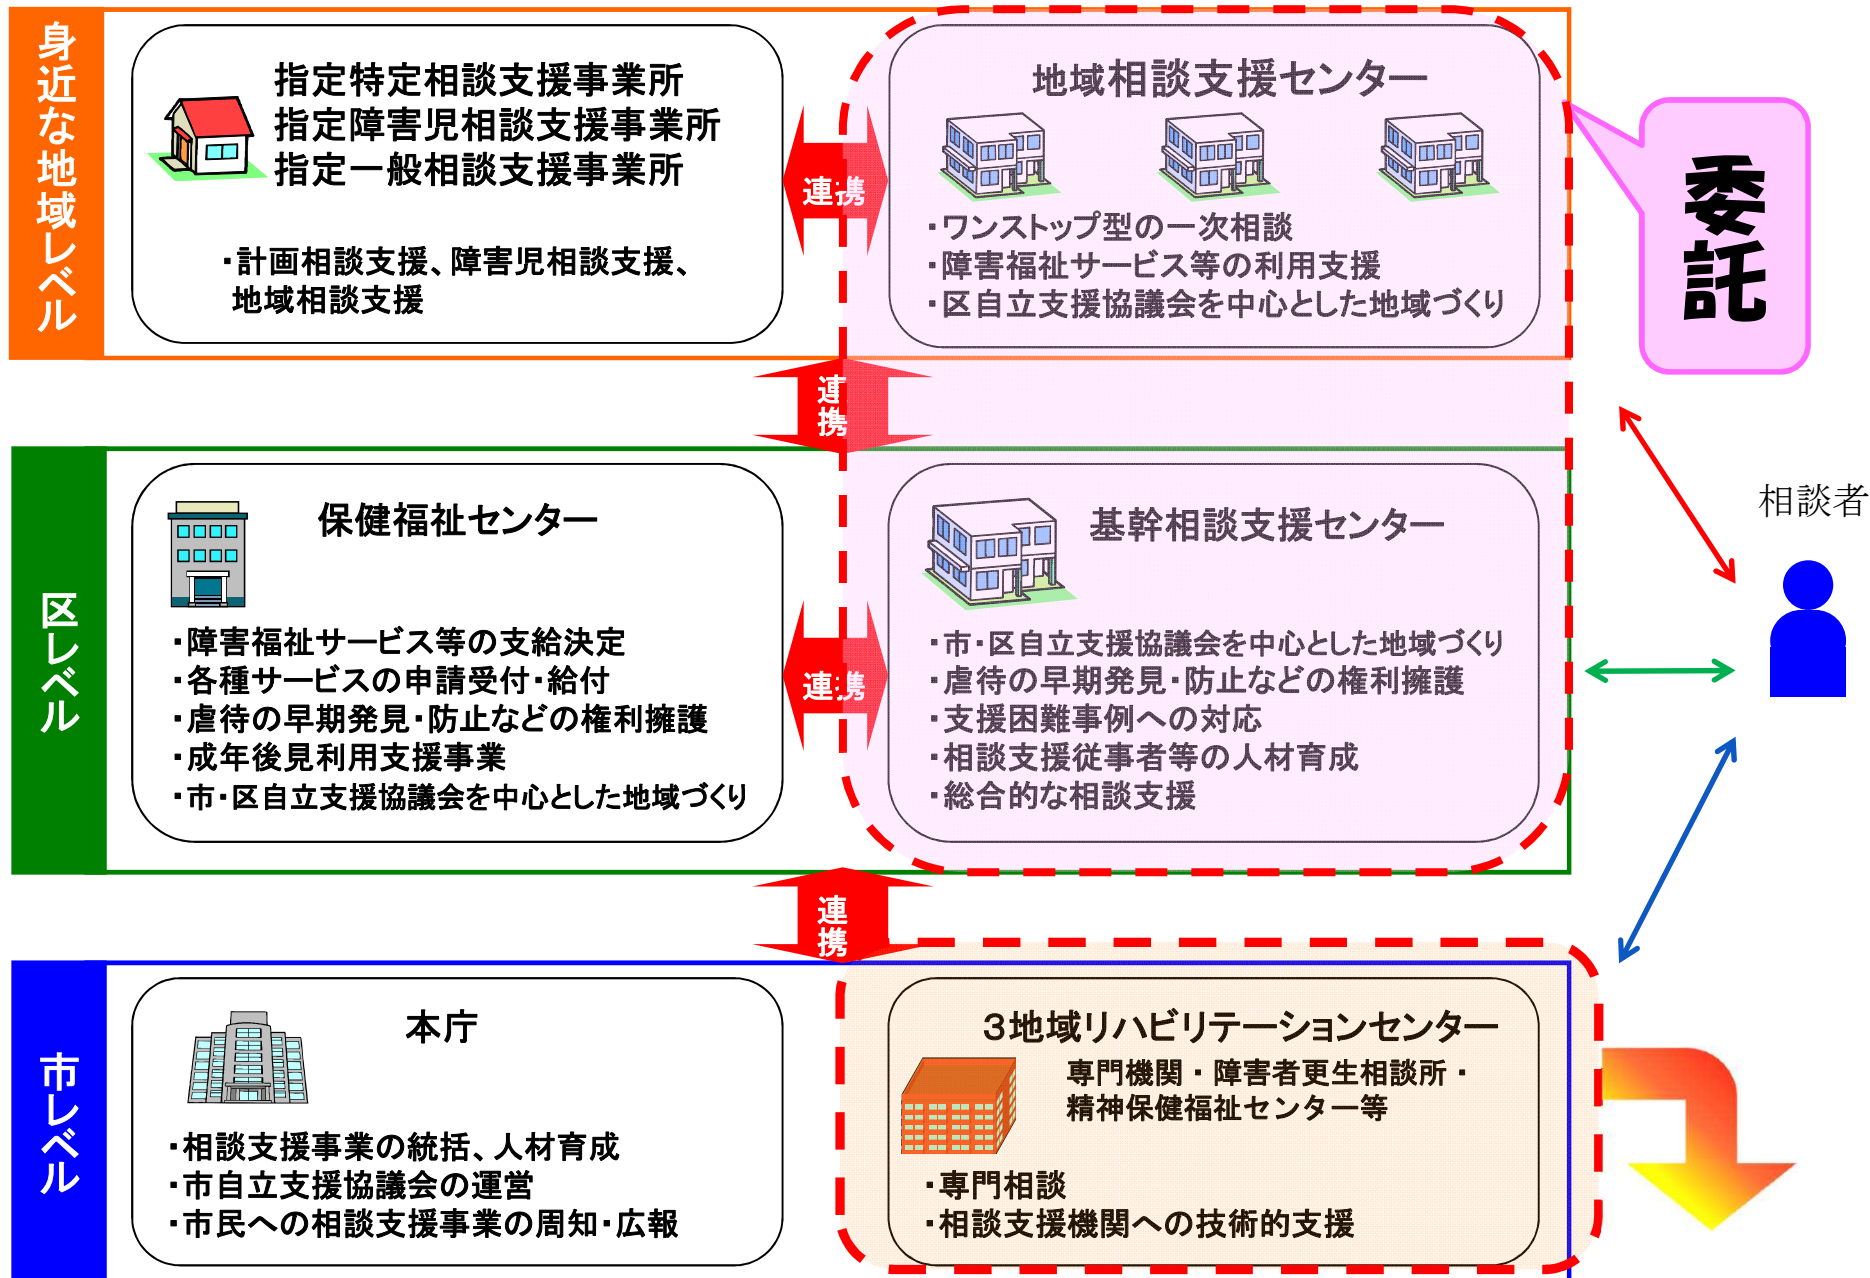 身近な地域レベル
指定特定相談支援事業所
指定障害児相談支援事業所
指定一般相談支援事業所
・計画相談支援、障害児相談支援、
地域相談支援
連携
地域相談支援センター
・ワンストップ型の一次相談
・障害福祉サービス等の利用支援
・区自立支援協議会を中心とした地域づくり
委託
連携
区レベル
保健福祉センター
・障害福祉サービス等の支給決定
・各種サービスの申請受付・給付
・虐待の早期発見・防止などの権利擁護
・成年後見利用支援事業
・市・区自立支援協議会を中心とした地域づくり
連携
基幹相談支援センター
・市・区自立支援協議会を中心とした地域づくり
・虐待の早期発見・防止などの権利擁護
・支援困難事例への対応
・相談支援従事者等の人材育成
・総合的な相談支援
相談者
連携
市レベル
本庁
・相談支援事業の統括、人材育成
・市自立支援協議会の運営
・市民への相談支援事業の周知・広報
３地域リハビリテーションセンター
専門機関・障害者更生相談所・
精神保健福祉センター等
・専門相談
・相談支援機関への技術的支援